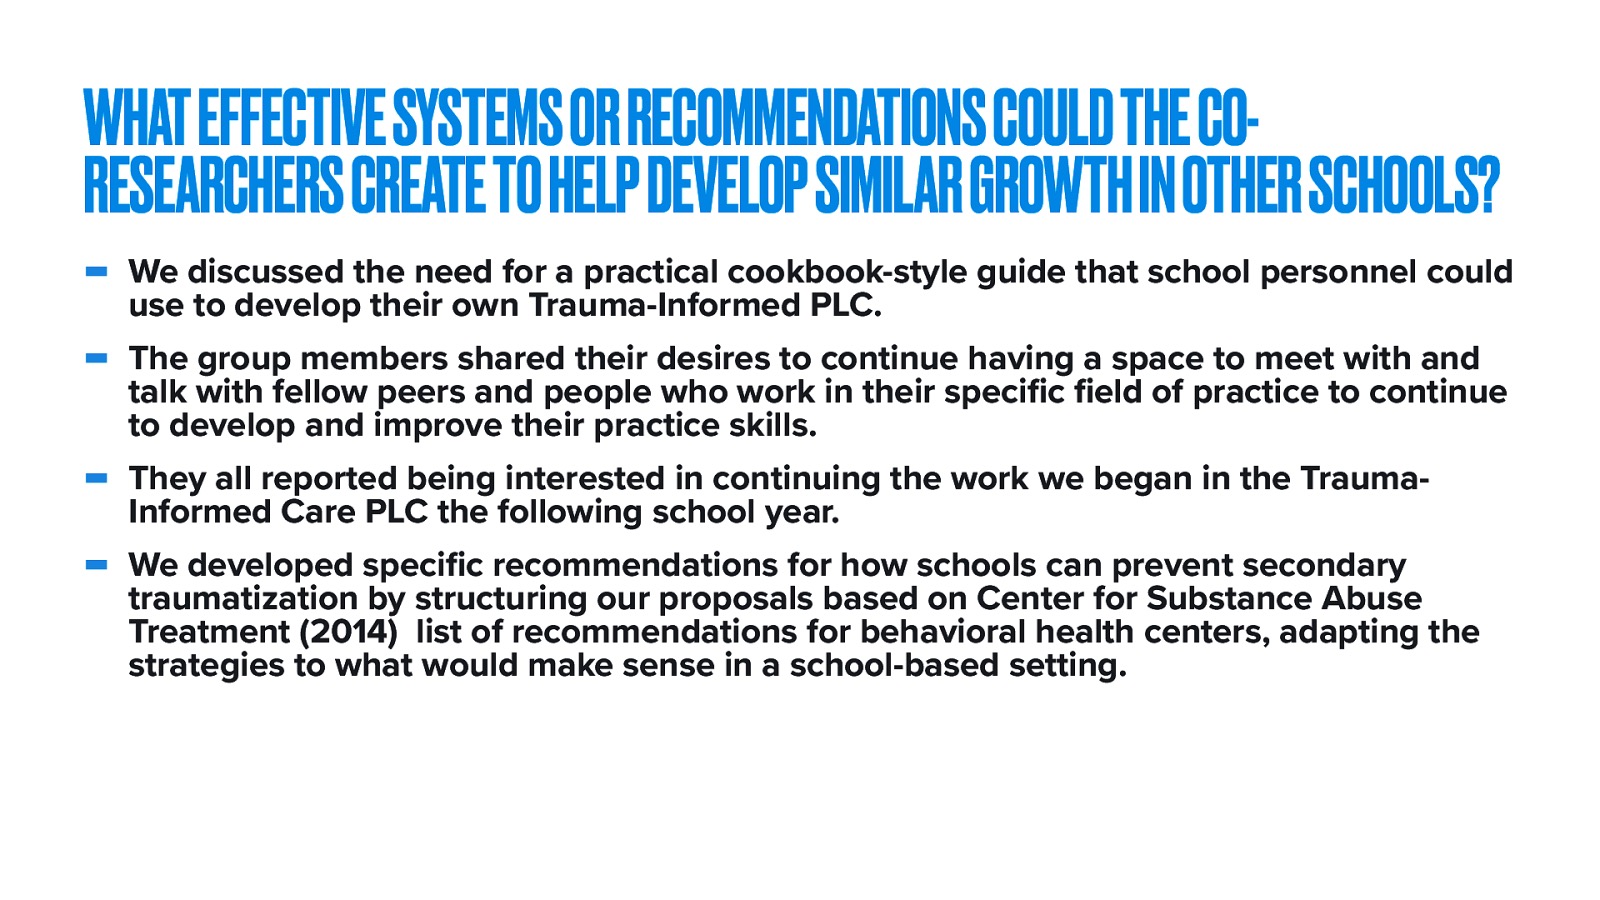 WHAT EFFECTIVE SYSTEMS OR RECOMMENDATIONS COULD THE CO-
RESEARCHERS CREATE TO HELP DEVELOP SIMILAR GROWTH IN OTHER SCHOOLS?
– We discussed the need for a practical cookbook-style guide that school personnel could
use to develop their own Trauma-Informed PLC.
– The group members shared their desires to continue having a space to meet with and
talk with fellow peers and people who work in their specific field of practice to continue
to develop and improve their practice skills.
– They all reported being interested in continuing the work we began in the Trauma-
Informed Care PLC the following school year.
– We developed specific recommendations for how schools can prevent secondary
traumatization by structuring our proposals based on Center for Substance Abuse
Treatment (2014)  list of recommendations for behavioral health centers, adapting the
strategies to what would make sense in a school-based setting.